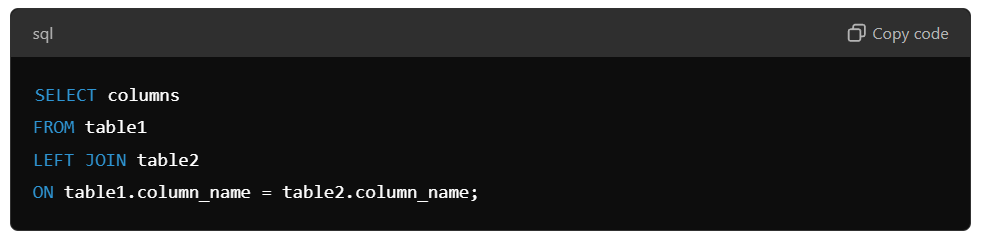 sql
Copy code
SELECT columns
FROM table1
LEFT JOIN table2
ON table1.column_name = table2.column_name;